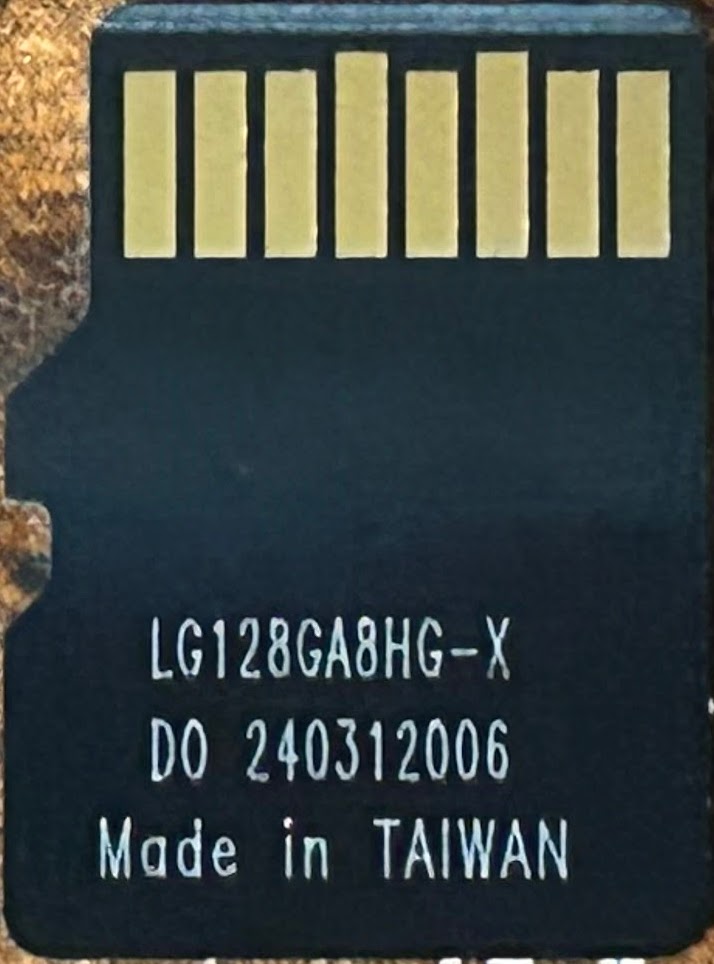 LG128GA8HG-X
DO 240312006
Made in TAIWAN